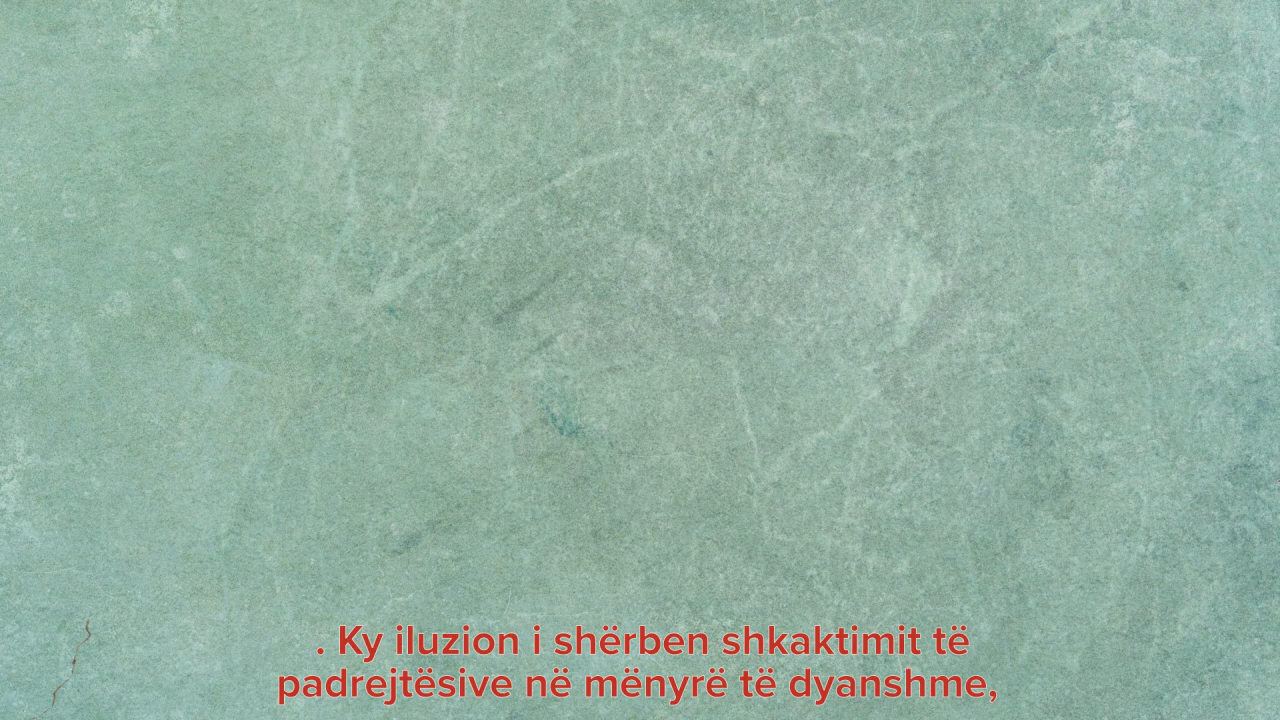 . Ky iluzion i shërben shkaktimit të
padrejtësive në mënyrë të dyanshme,